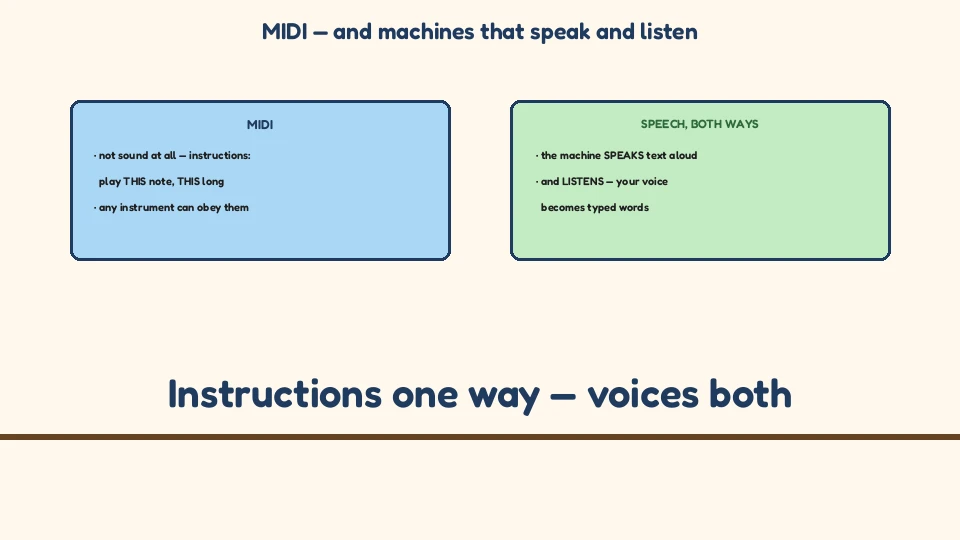 MIDI — and machines that speak and listen
MIDI
· not sound at all — instructions:
play THIS note, THIS long
· any instrument can obey them
SPEECH, BOTH WAYS
· the machine SPEAKS text aloud
· and LISTENS — your voice
becomes typed words
Instructions one way — voices both